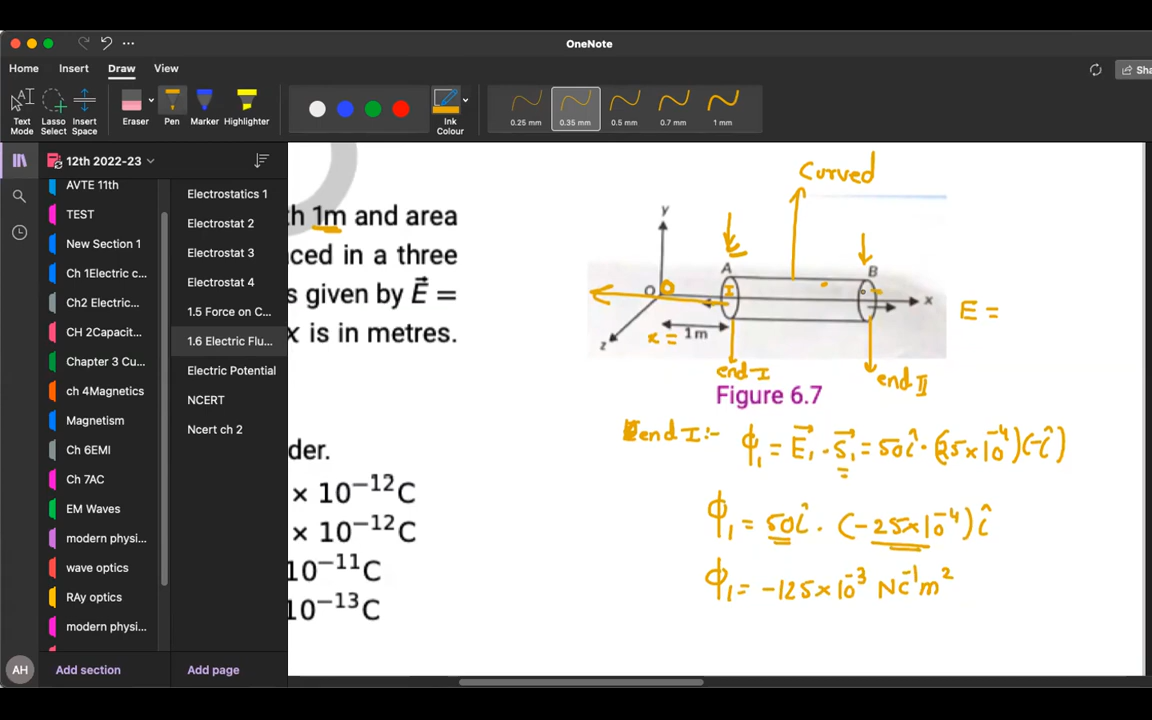 OneNote
Home Insert Draw View
Sha
Text Mode
Lasso Select
Insert Space
Eraser
Pen
Marker
Highlighter
Ink Colour
0.25 mm
0.35 mm
0.5 mm
0.7 mm
1 mm
12th 2022-23
AVTE 11th
TEST
New Section 1
Ch 1Electric c...
Ch2 Electric...
CH 2Capacit...
Chapter 3 Cu...
ch 4Magnetics
Magnetism
Ch 6EMI
Ch 7AC
EM Waves
modern physi...
wave optics
RAy optics
modern physi...
AH
Add section
Electrostatics 1
Electrostat 2
Electrostat 3
Electrostat 4
1.5 Force on C...
1.6 Electric Flu...
Electric Potential
NCERT
Ncert ch 2
Add page
th 1m and area
ced in a three
s given by E⃗ =
x is in metres.
der.
× 10⁻¹²C
× 10⁻¹²C
10⁻¹¹C
10⁻¹³C
Curved
y
A
B
O
I
x
z
x = 1m
E =
end I
end II
Figure 6.7
end I :- ϕ₁ = E⃗₁ . S⃗₁ = 50î . (25×10⁻⁴)(-î)
ϕ₁ = 50î . (-25×10⁻⁴) î
ϕ₁ = -125×10⁻³ NC⁻¹m²